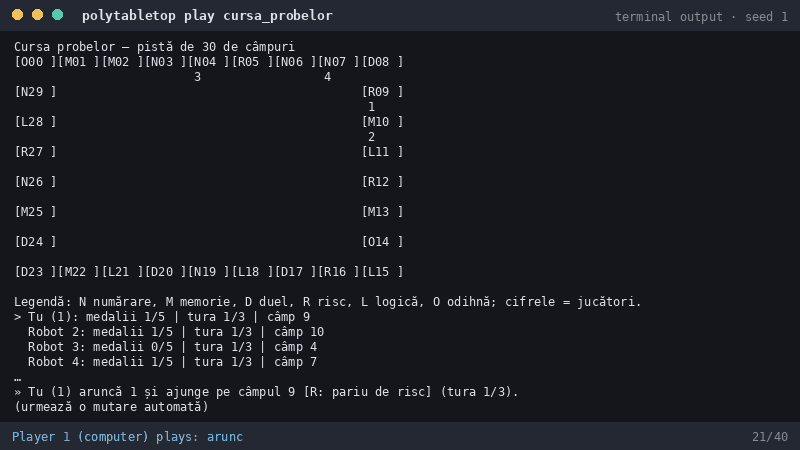 polytabletop play cursa_probelor
terminal output · seed 1
Cursa probelor — pistă de 30 de câmpuri
[O00 ][M01 ][M02 ][N03 ][N04 ][R05 ][N06 ][N07 ][D08 ]
3 4
[N29 ] [R09 ]
1
[L28 ] [M10 ]
2
[R27 ] [L11 ]
[N26 ] [R12 ]
[M25 ] [M13 ]
[D24 ] [O14 ]
[D23 ][M22 ][L21 ][D20 ][N19 ][L18 ][D17 ][R16 ][L15 ]
Legendă: N numărare, M memorie, D duel, R risc, L logică, O odihnă; cifrele = jucători.
> Tu (1): medalii 1/5 | tura 1/3 | câmp 9
Robot 2: medalii 1/5 | tura 1/3 | câmp 10
Robot 3: medalii 0/5 | tura 1/3 | câmp 4
Robot 4: medalii 1/5 | tura 1/3 | câmp 7
…
» Tu (1) aruncă 1 și ajunge pe câmpul 9 [R: pariu de risc] (tura 1/3).
(urmează o mutare automată)
Player 1 (computer) plays: arunc
21/40